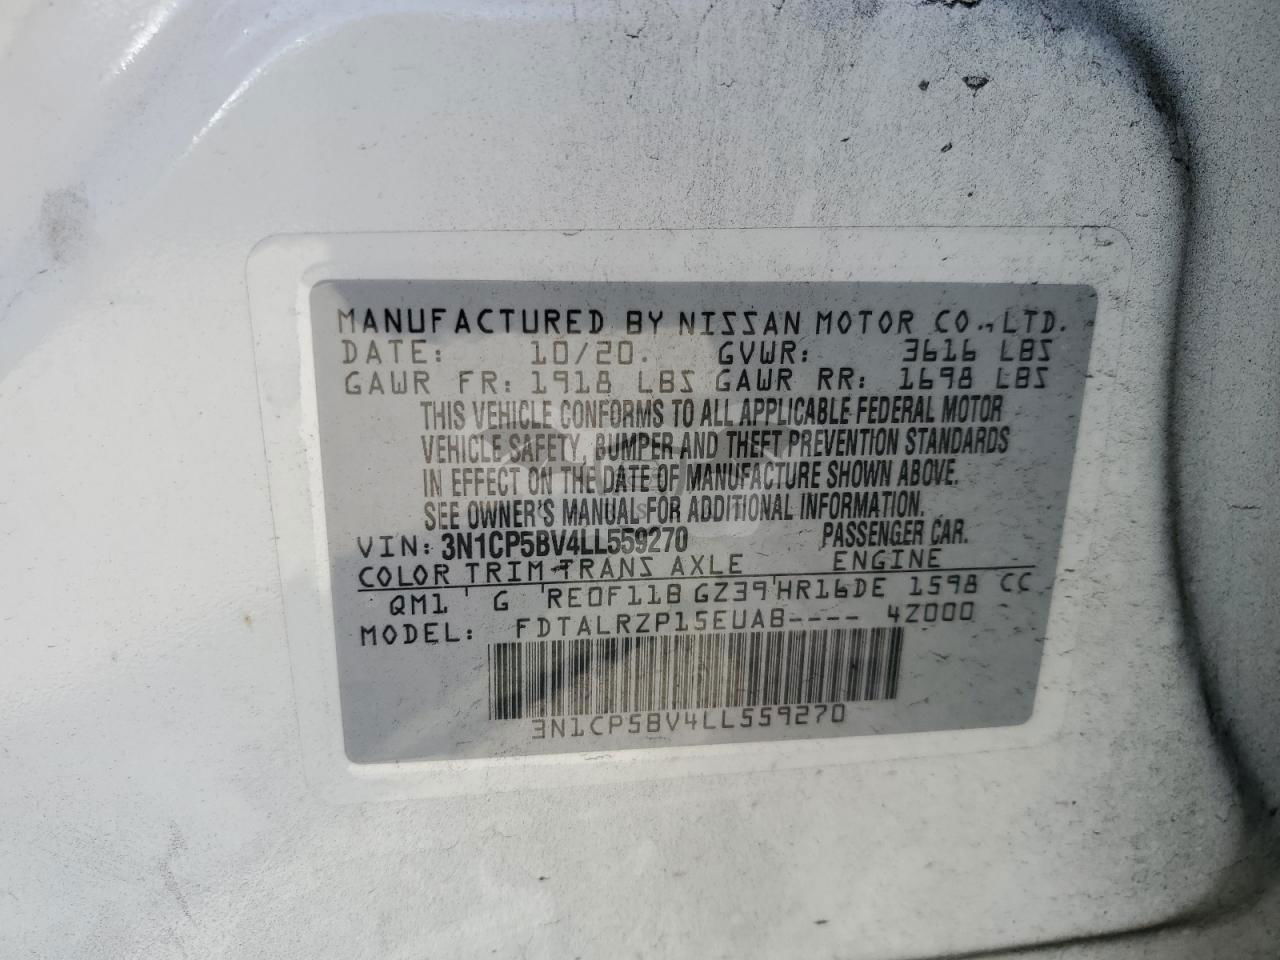 MANUFACTURED BY NISSAN MOTOR CO., LTD.
DATE: 10/20. GVWR: 3616 LBS
GAWR FR: 1918 LBS GAWR RR: 1698 LBS
THIS VEHICLE CONFORMS TO ALL APPLICABLE FEDERAL MOTOR
VEHICLE SAFETY, BUMPER AND THEFT PREVENTION STANDARDS
IN EFFECT ON THE DATE OF MANUFACTURE SHOWN ABOVE.
SEE OWNER'S MANUAL FOR ADDITIONAL INFORMATION.
VIN: 3N1CP5BV4LL559270 PASSENGER CAR.
COLOR TRIM TRANS AXLE ENGINE
QM1 G RE0F11B GZ39 HR16DE 1598 CC
MODEL: FDTALRZP15EUAB---- 4Z000
3N1CP5BV4LL559270